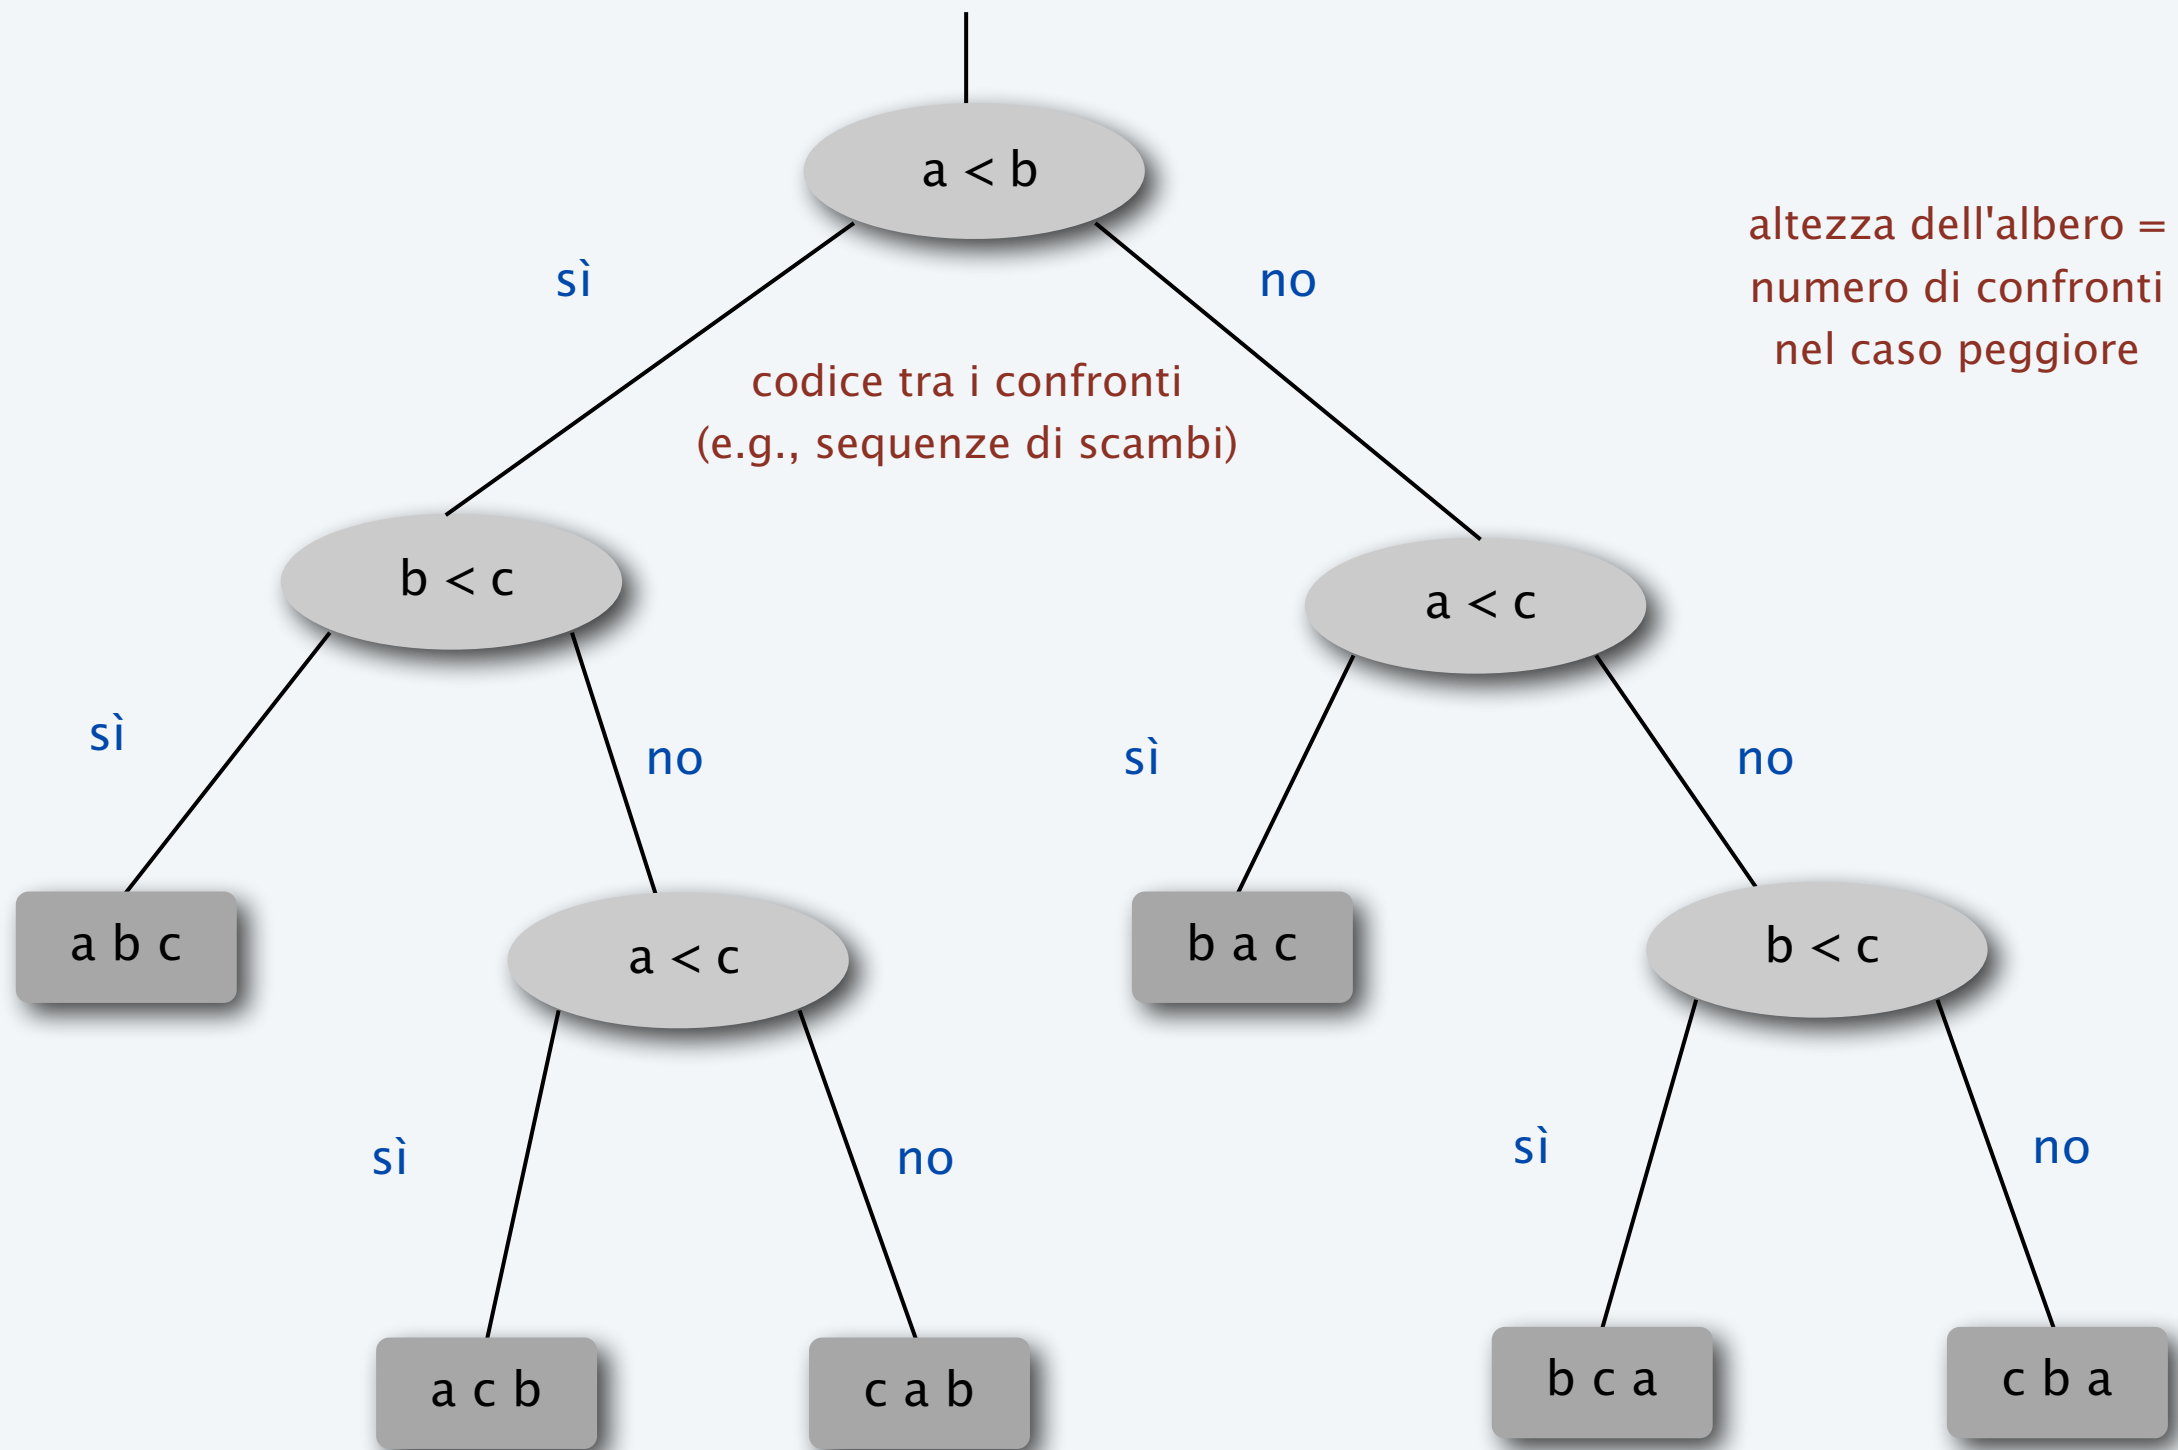 a < b
altezza dell'albero =
numero di confronti
nel caso peggiore
sì
no
codice tra i confronti
(e.g., sequenze di scambi)
b < c
a < c
sì
no
sì
no
a b c
a < c
b a c
b < c
sì
no
sì
no
a c b
c a b
b c a
c b a